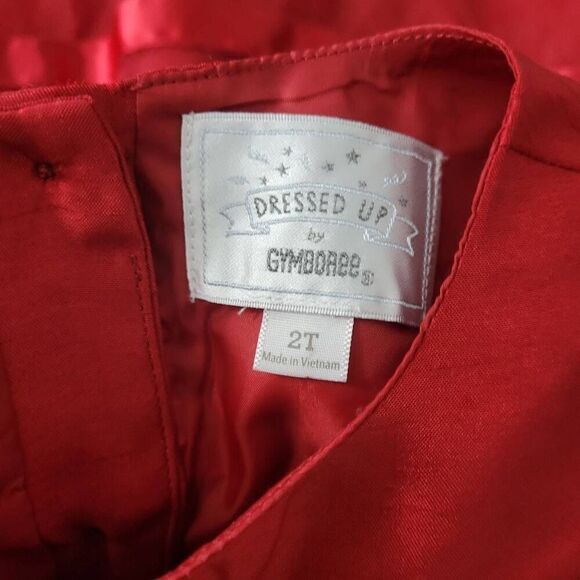 DRESSED UP
by
GYMBOREE®
2T
Made in Vietnam